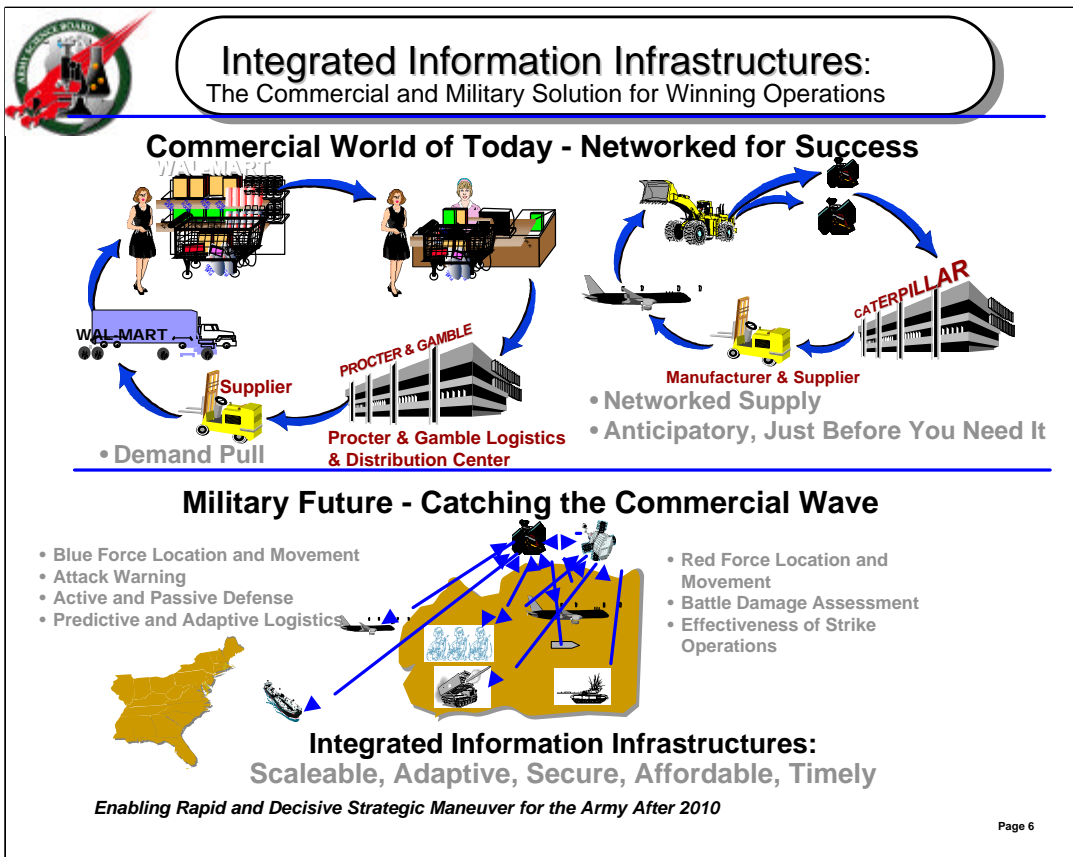 ARMY SCIENCE BOARD
Integrated Information Infrastructures:
The Commercial and Military Solution for Winning Operations
Commercial World of Today - Networked for Success
WAL-MART
WAL-MART
Supplier
PROCTER & GAMBLE
Procter & Gamble Logistics
& Distribution Center
• Demand Pull
CATERPILLAR
Manufacturer & Supplier
• Networked Supply
• Anticipatory, Just Before You Need It
Military Future - Catching the Commercial Wave
• Blue Force Location and Movement
• Attack Warning
• Active and Passive Defense
• Predictive and Adaptive Logistics
• Red Force Location and
Movement
• Battle Damage Assessment
• Effectiveness of Strike
Operations
Integrated Information Infrastructures:
Scaleable, Adaptive, Secure, Affordable, Timely
Enabling Rapid and Decisive Strategic Maneuver for the Army After 2010
Page 6